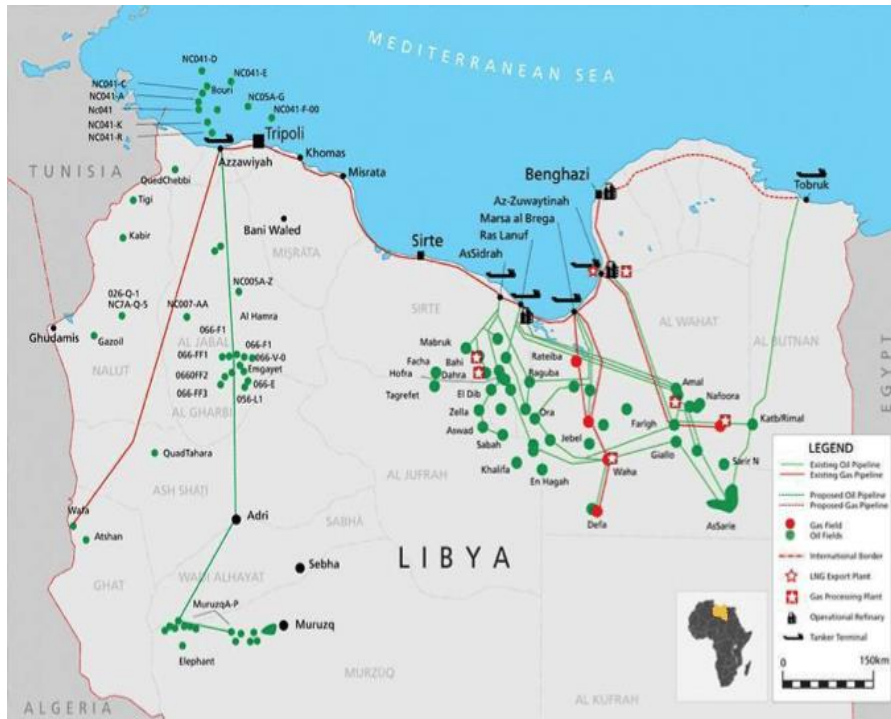 MEDITERRANEAN SEA
NC041-D
NC041-E
NC041-C
Bouri
NC041-A
NC05A-G
Nc041
NC041-F-00
NC041-K
NC041-R
Tripoli
TUNISIA
Azzawiyah
Khomas
QuedChebbi
Misrata
Benghazi
Tobruk
Tigi
Az-Zuwaytinah
Marsa al Brega
Bani Waled
Ras Lanuf
Kabir
MIŞRATA
Sirte
AsSidrah
026-Q-1
NC7A-Q-5
NC005A-Z
NC007-AA
Al Hamra
SIRTE
AL WAHAT
Ghudamis
066-F1
Gazoil
AL JABAL
066-F1
Mabruk
AL BUTNAN
EGYPT
NALUT
066-FF1
066-V-0
Facha
Bahi
Rateiba
Emgayet
Hofra
Dahra
Raguba
Amal
0660FF2
066-E
Tagrefet
El Dib
Nafoora
066-FF3
056-L1
Zella
Ora
Farigh
Katb/Rimal
AL GHARBI
Aswad
Sabah
Jebel
Giallo
LEGEND
QuadTahara
Khalifa
Waha
Sarir N
Existing Oil Pipeline
Existing Gas Pipeline
ASH SHAŢI
AL JUFRAH
En Hagah
Proposed Oil Pipeline
Proposed Gas Pipeline
Wafa
Adri
SABHĀ
Defa
AsSarie
Gas Field
Oil Fields
Atshan
LIBYA
International Border
GHAT
WADI ALHAYAT
Sebha
LNG Export Plant
MuruzqA-P
Gas Processing Plant
Muruzq
Operational Refinary
Tanker Terminal
Elephant
MURZŪQ
0
150km
ALGERIA
AL KUFRAH